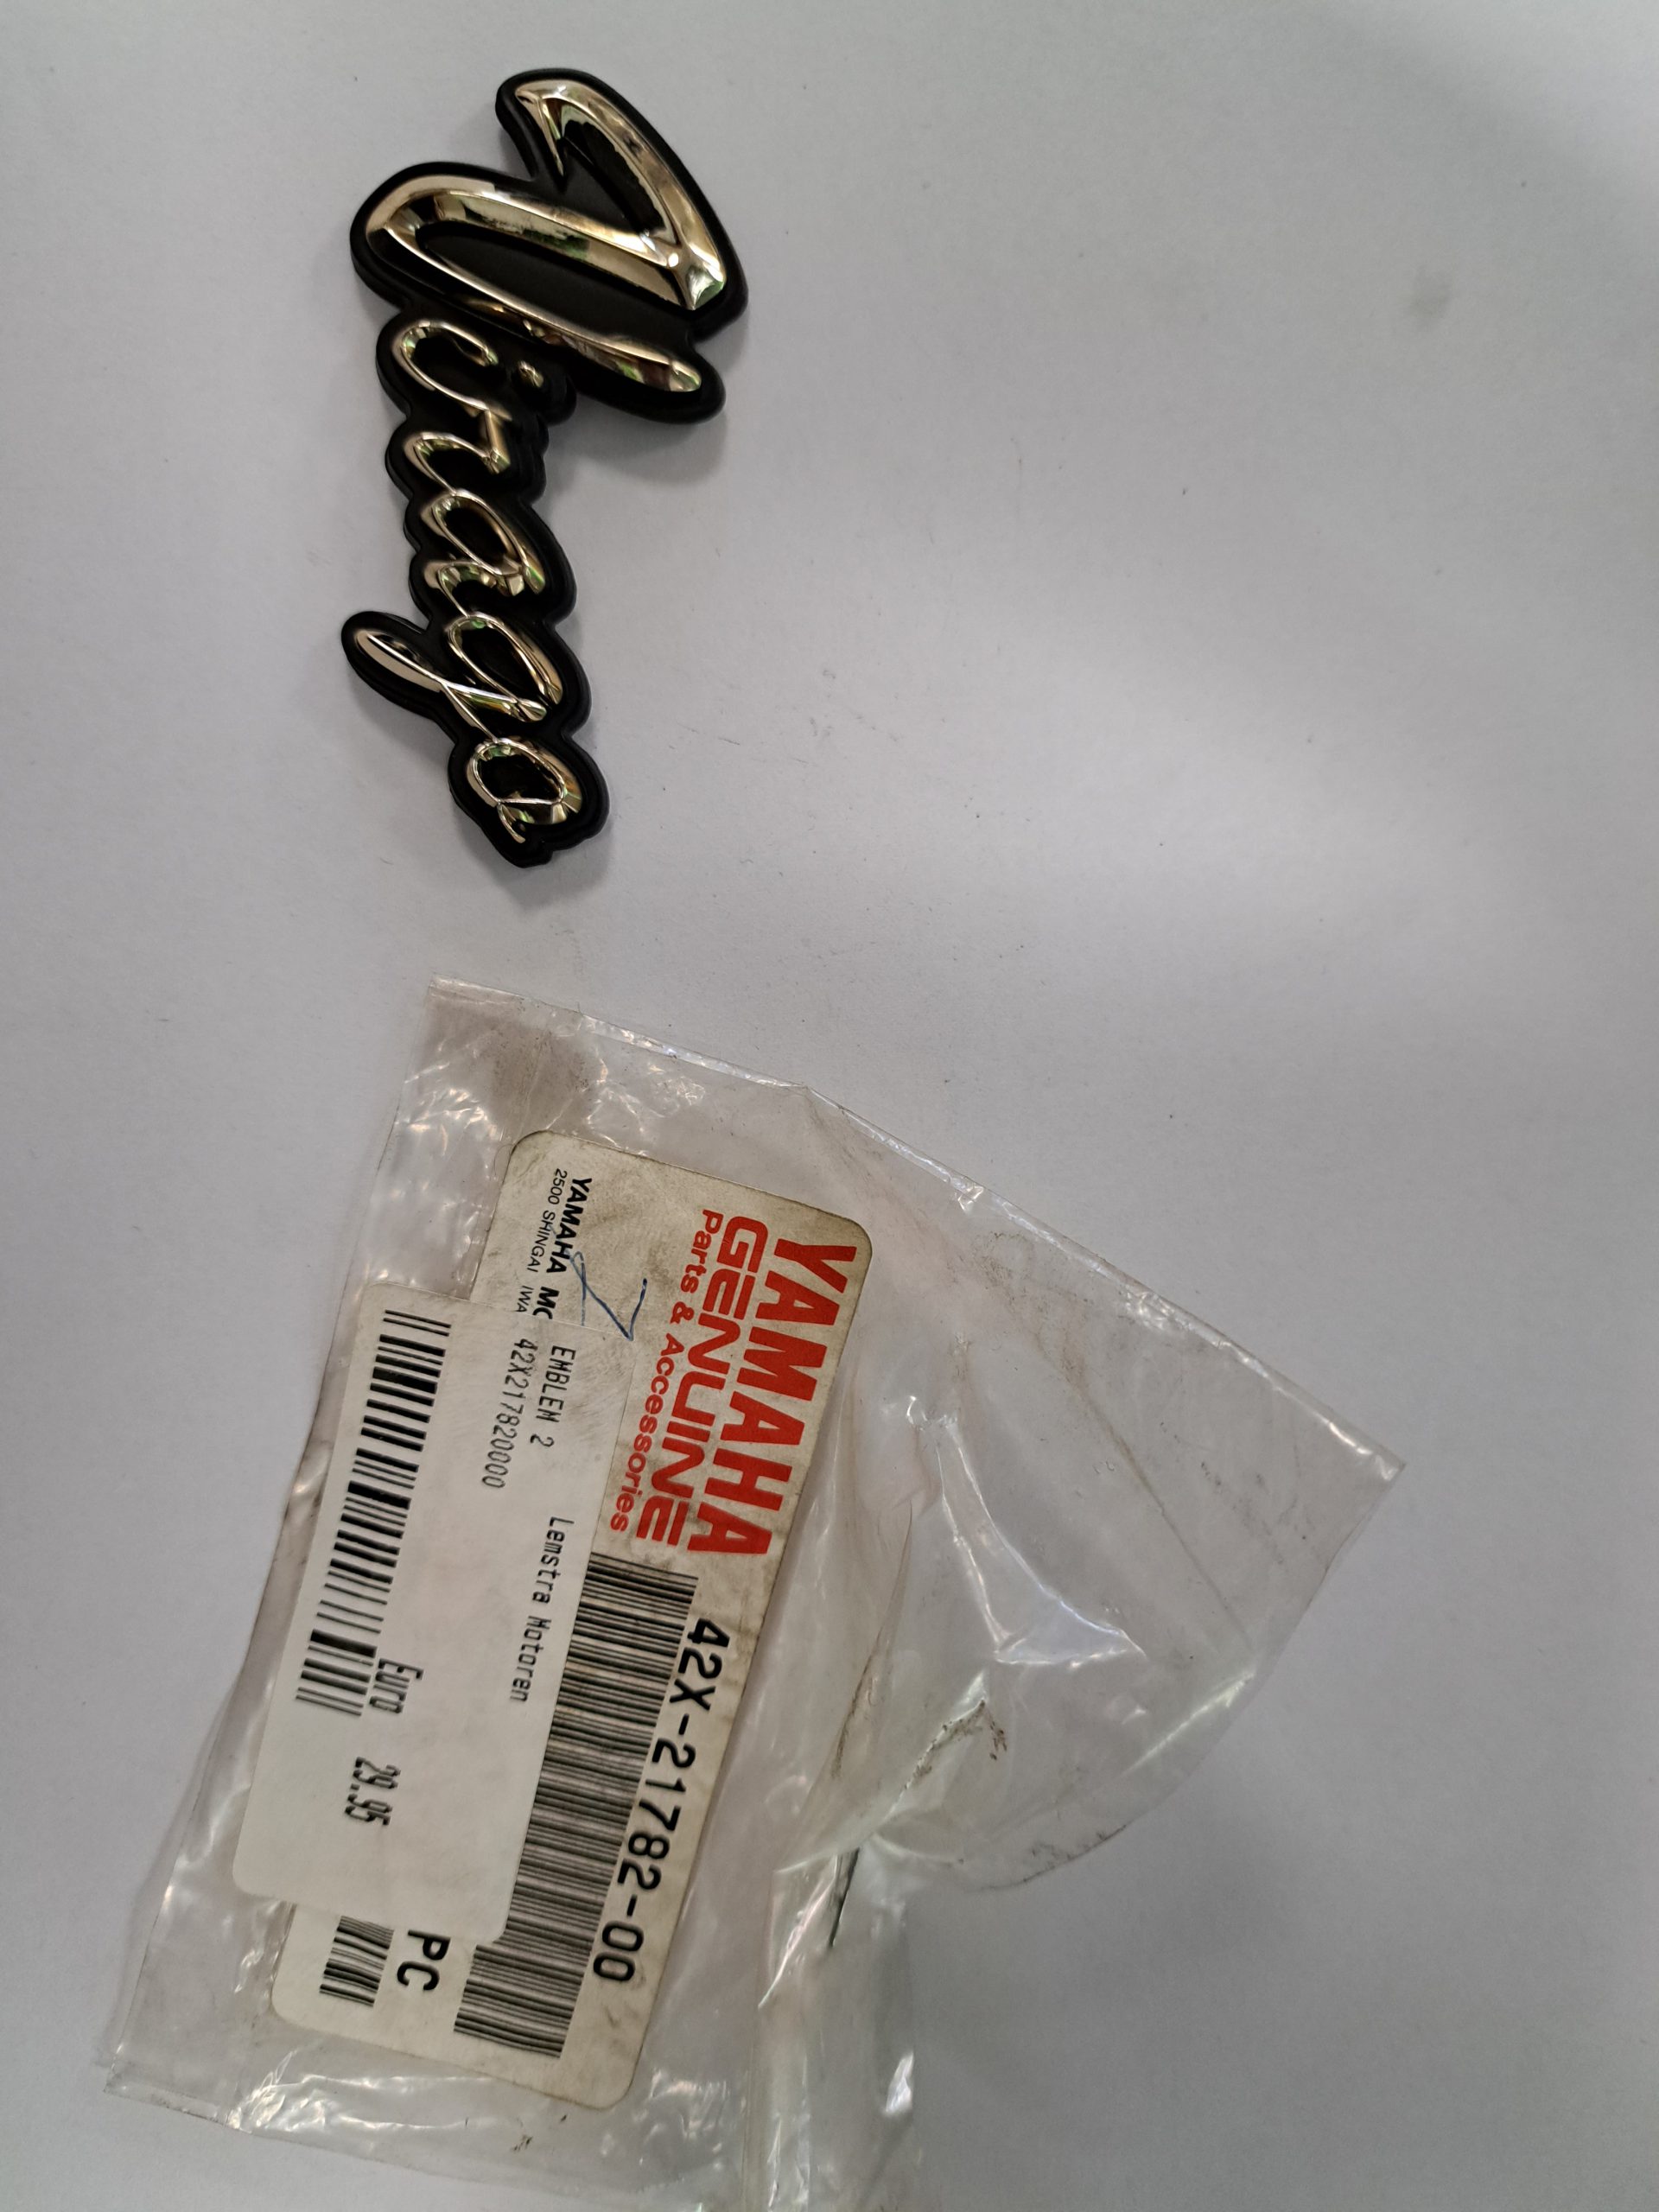 Virago
YAMAHA
GENUINE
Parts & Accessories
42X-21782-00
YAMAHA MO
2500 SHINGAI IWA
EMBLEM 2
Lemstra Motoren
42X217820000
Euro 29.95
PC